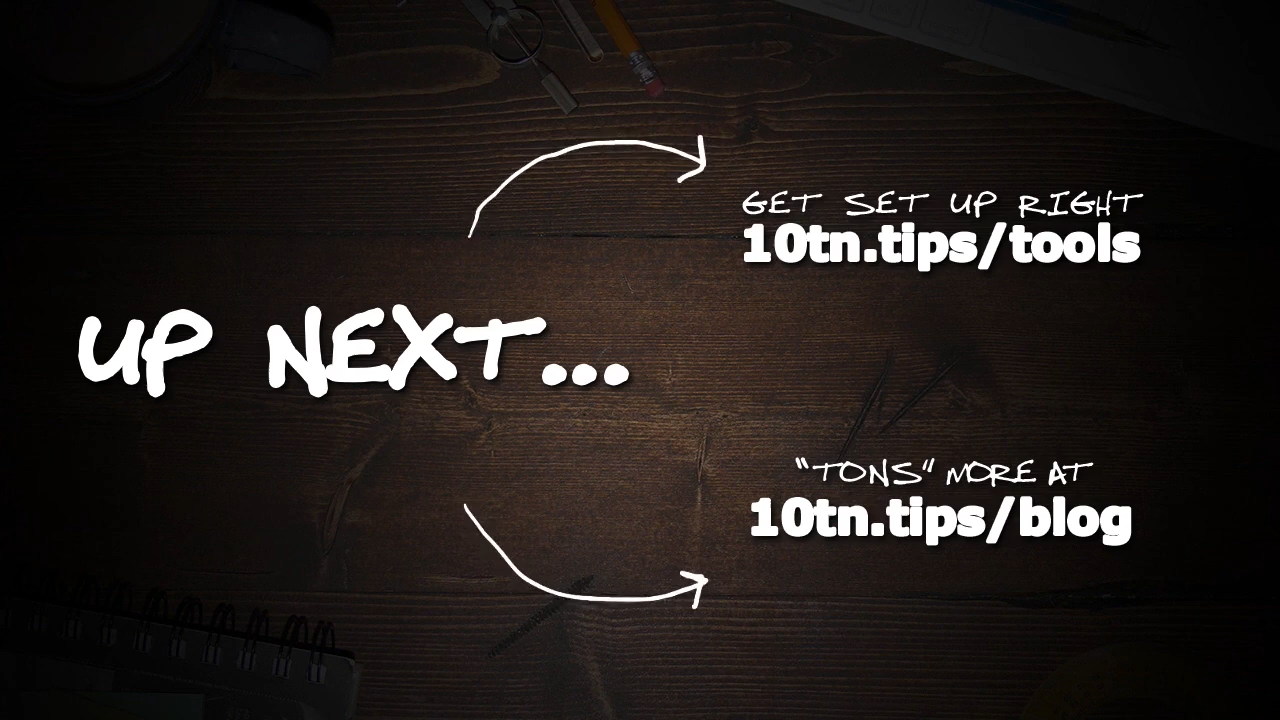 UP NEXT...
GET SET UP RIGHT
10tn.tips/tools
"TONS" MORE AT
10tn.tips/blog